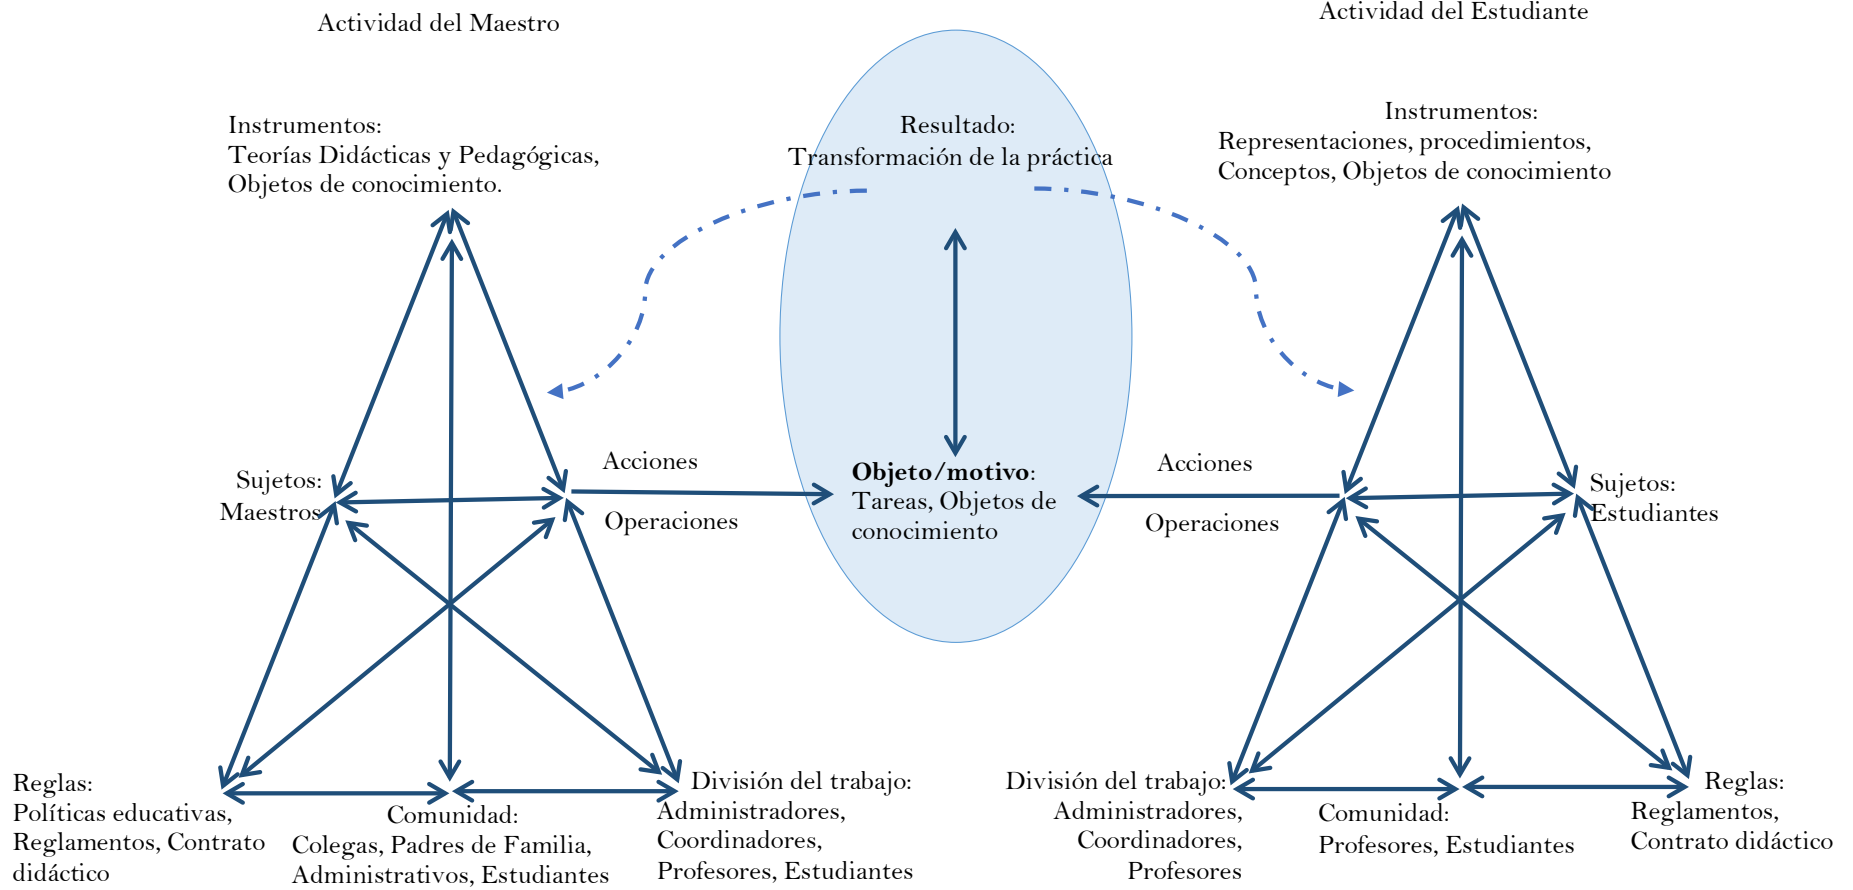 Actividad del Maestro
Actividad del Estudiante
Instrumentos:
Teorías Didácticas y Pedagógicas,
Objetos de conocimiento.
Resultado:
Transformación de la práctica
Instrumentos:
Representaciones, procedimientos,
Conceptos, Objetos de conocimiento
Sujetos:
Maestros
Acciones
Operaciones
Objeto/motivo:
Tareas, Objetos de
conocimiento
Acciones
Operaciones
Sujetos:
Estudiantes
Reglas:
Políticas educativas,
Reglamentos, Contrato
didáctico
Comunidad:
Colegas, Padres de Familia,
Administrativos, Estudiantes
División del trabajo:
Administradores,
Coordinadores,
Profesores, Estudiantes
División del trabajo:
Administradores,
Coordinadores,
Profesores
Comunidad:
Profesores, Estudiantes
Reglas:
Reglamentos,
Contrato didáctico